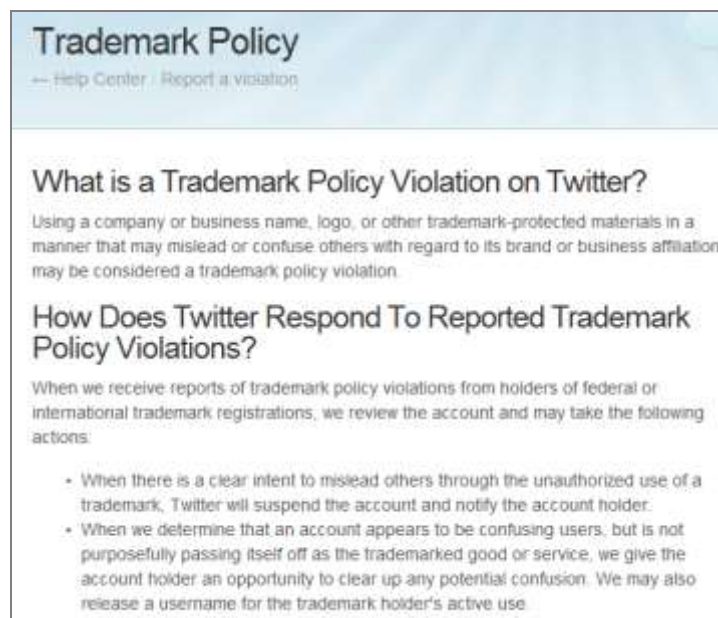 Trademark Policy
← Help Center Report a violation
What is a Trademark Policy Violation on Twitter?
Using a company or business name, logo, or other trademark-protected materials in a
manner that may mislead or confuse others with regard to its brand or business affiliation
may be considered a trademark policy violation.
How Does Twitter Respond To Reported Trademark
Policy Violations?
When we receive reports of trademark policy violations from holders of federal or
international trademark registrations, we review the account and may take the following
actions:
• When there is a clear intent to mislead others through the unauthorized use of a
trademark, Twitter will suspend the account and notify the account holder.
• When we determine that an account appears to be confusing users, but is not
purposefully passing itself off as the trademarked good or service, we give the
account holder an opportunity to clear up any potential confusion. We may also
release a username for the trademark holder's active use.